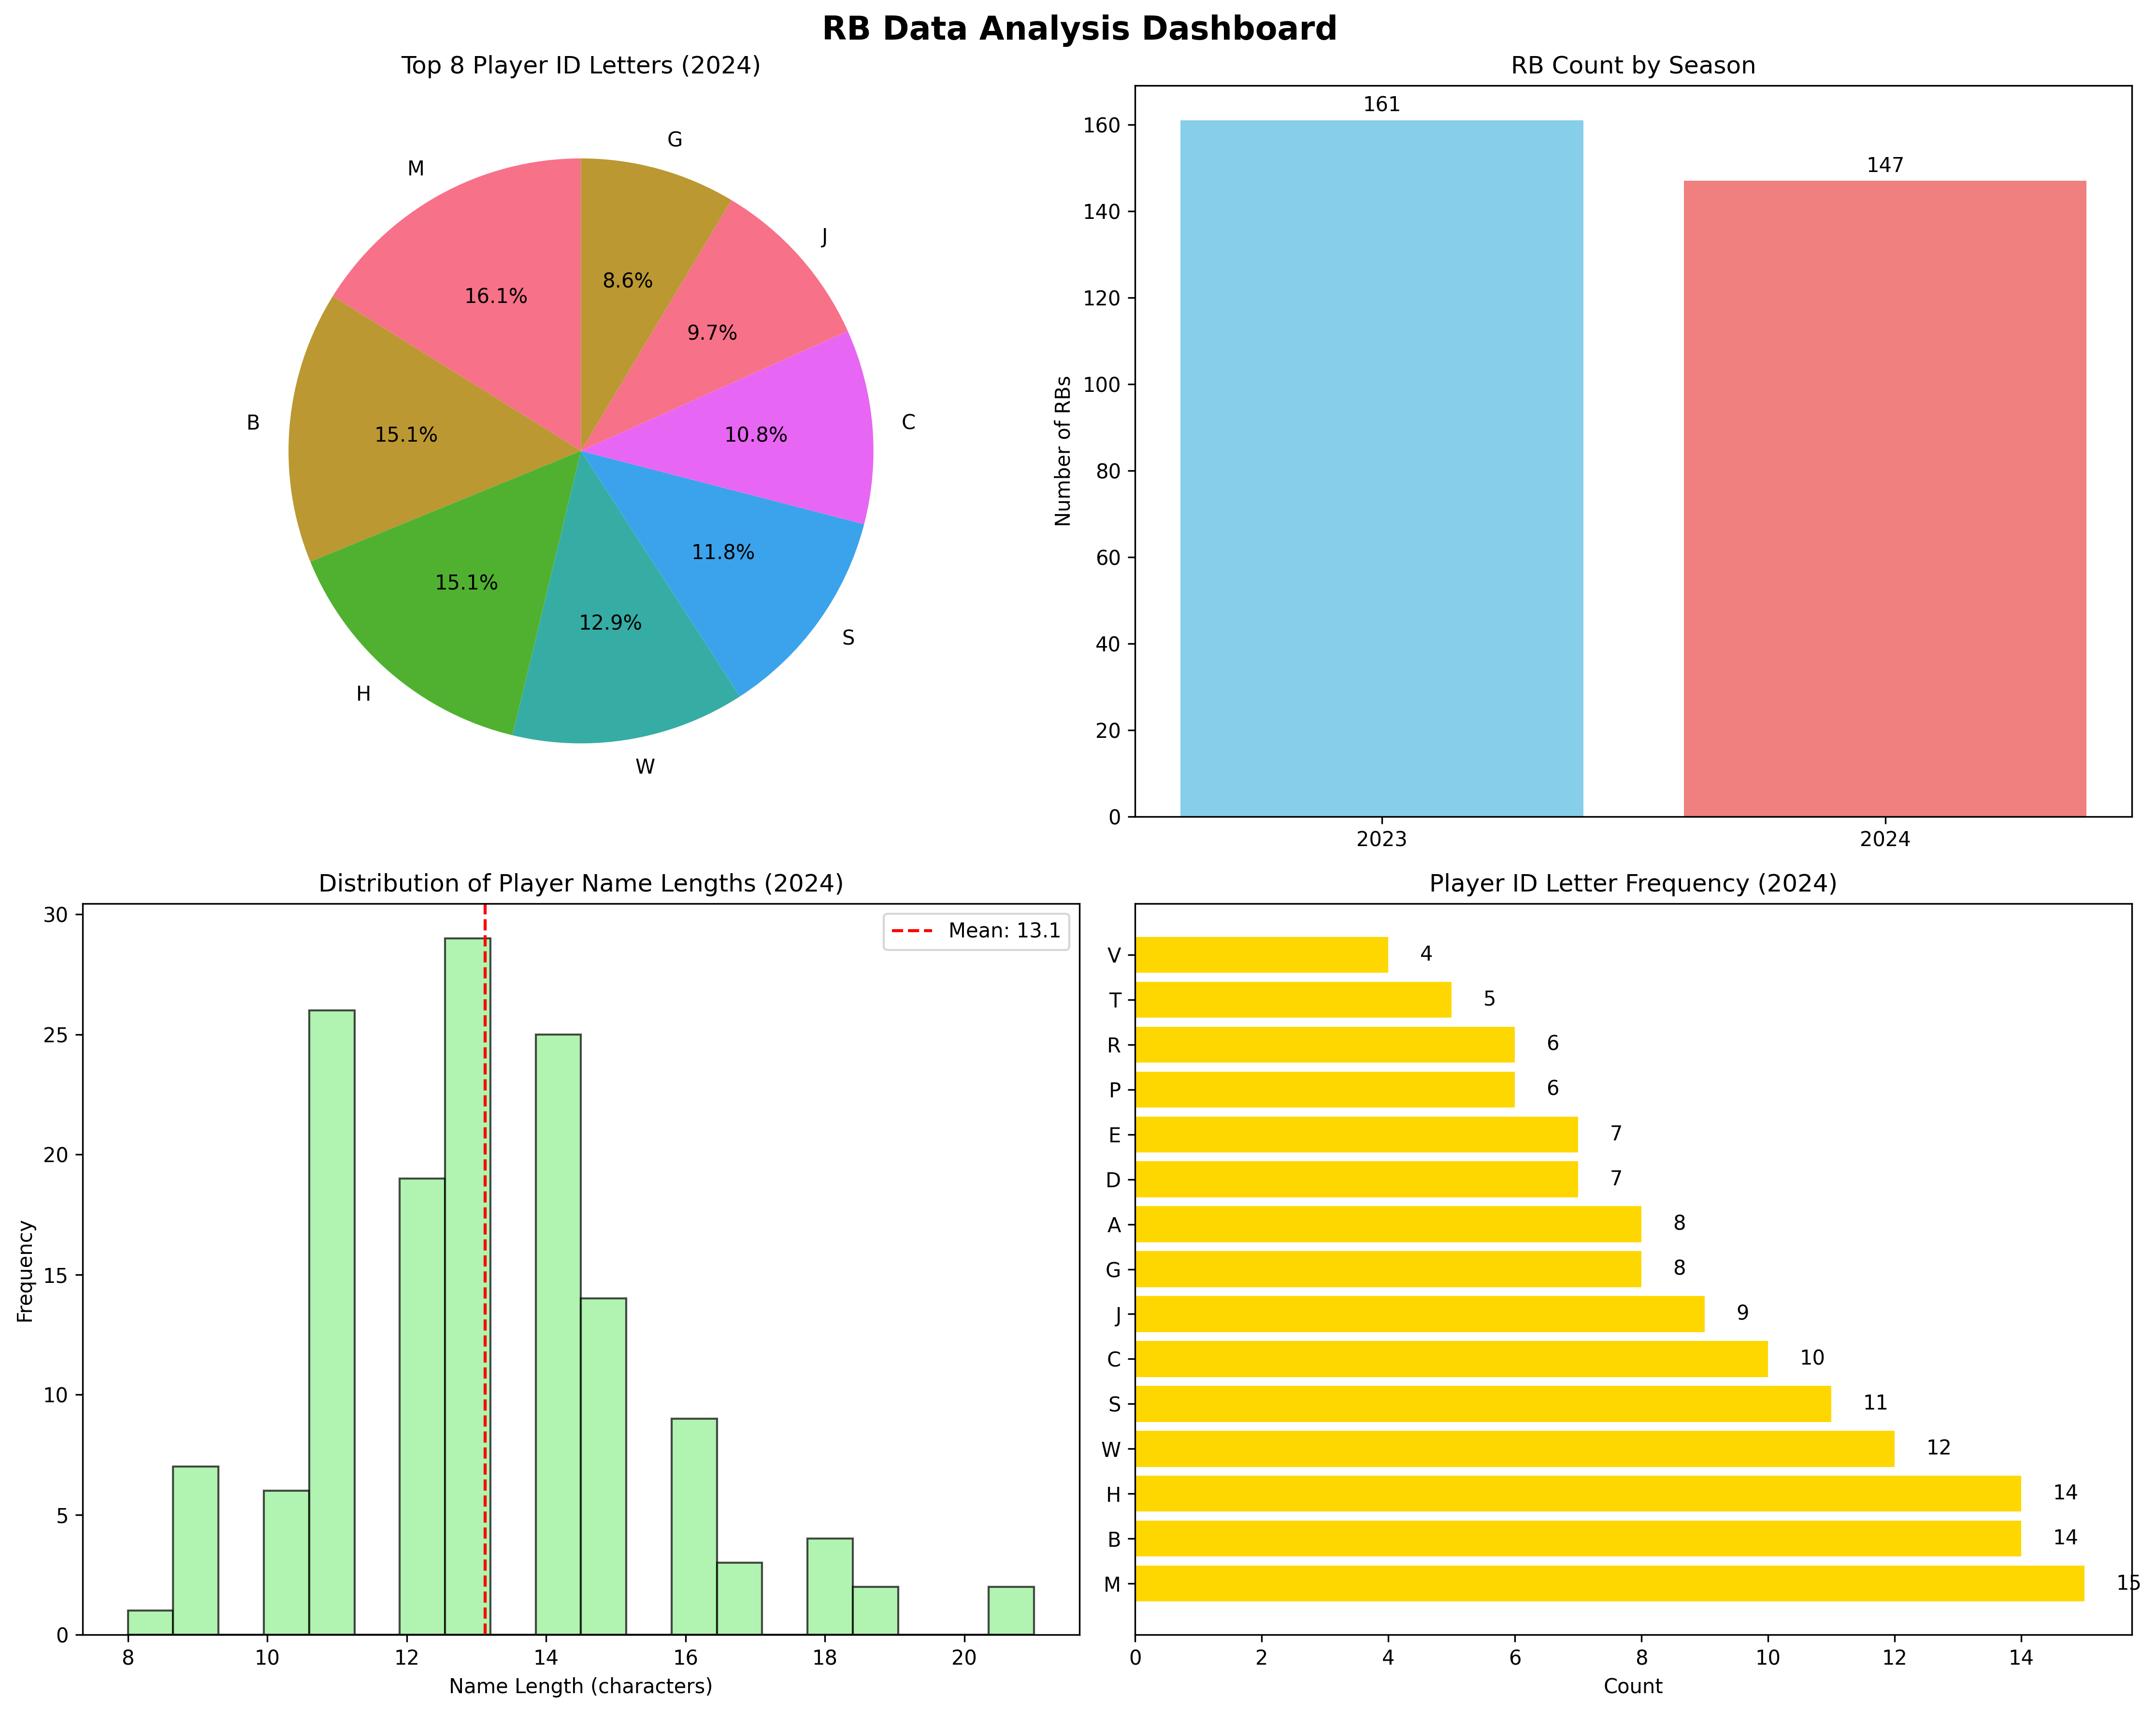 RB Data Analysis Dashboard
Top 8 Player ID Letters (2024)
G
M
J
8.6%
16.1%
9.7%
B
15.1%
10.8%
C
11.8%
15.1%
12.9%
S
H
W
RB Count by Season
Number of RBs
160
140
120
100
80
60
40
20
0
161
147
2023
2024
Distribution of Player Name Lengths (2024)
Frequency
30
25
20
15
10
5
0
Mean: 13.1
8
10
12
14
16
18
20
Name Length (characters)
Player ID Letter Frequency (2024)
V 4
T 5
R 6
P 6
E 7
D 7
A 8
G 8
J 9
C 10
S 11
W 12
H 14
B 14
M 15
0
2
4
6
8
10
12
14
Count